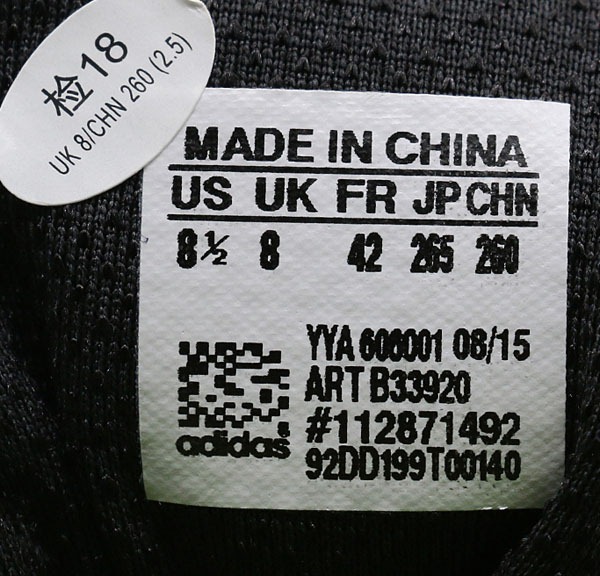 检18
UK 8/CHN 260 (2.5)
MADE IN CHINA
US UK FR JP CHN
8½ 8 42 265 260
YYA 606001 08/15
ART B33920
#112871492
92DD199T00140
adidas